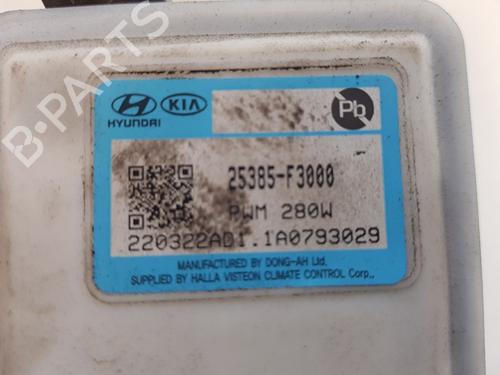 B-PARTS
HYUNDAI
KIA
Pb
25385-F3000
PWM 280W
220322AD1.1A0793029
MANUFACTURED BY DONG-AH Ltd.
SUPPLIED BY HALLA VISTEON CLIMATE CONTROL Corp.,